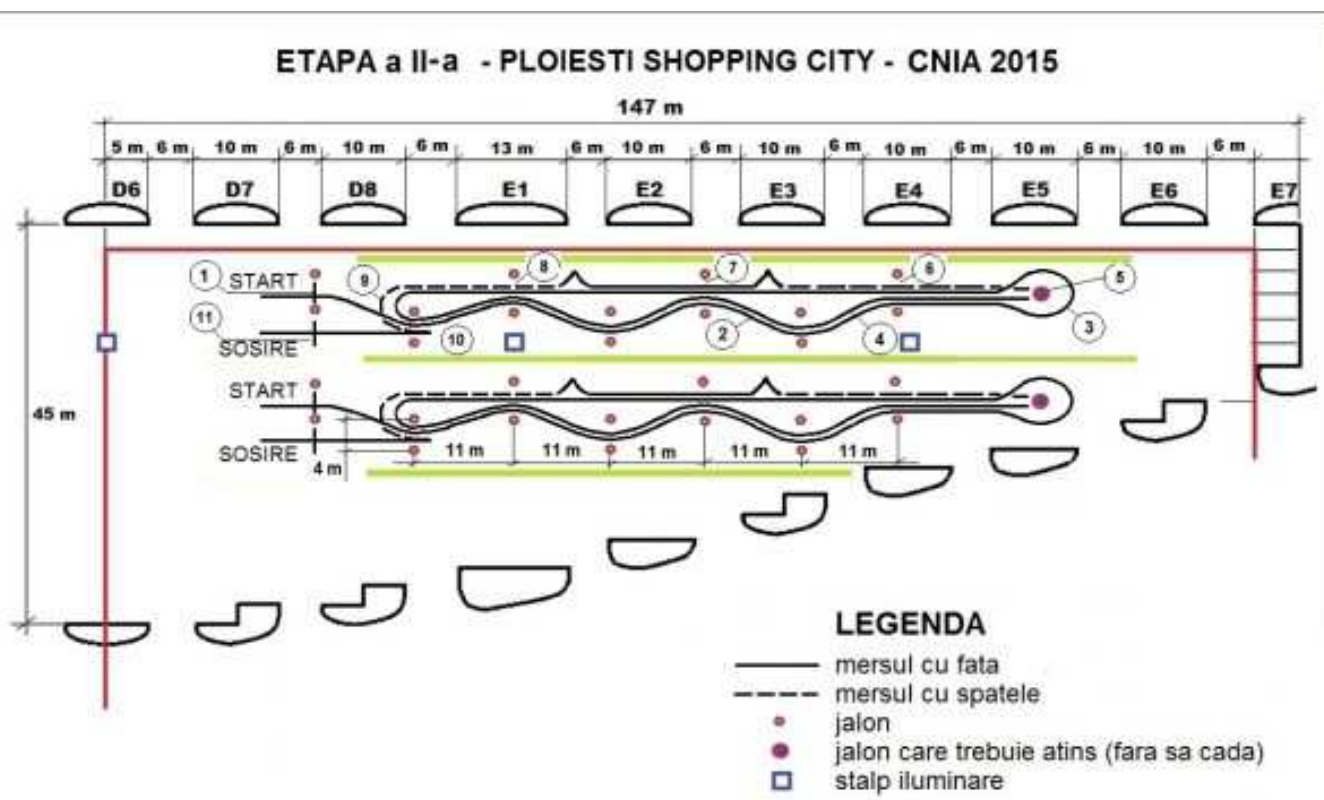 ETAPA a II-a - PLOIESTI SHOPPING CITY - CNIA 2015
147 m
5 m 6 m 10 m 6 m 10 m 6 m 13 m 6 m 10 m 6 m 10 m 6 m 10 m 6 m 10 m 6 m 10 m 6 m
D6 D7 D8 E1 E2 E3 E4 E5 E6 E7
1 START 9 8 7 6 5
11 SOSIRE 10 2 4 3
START
45 m
SOSIRE
4 m 11 m 11 m 11 m 11 m 11 m
LEGENDA
mersul cu fata
mersul cu spatele
jalon
jalon care trebuie atins (fara sa cada)
stalp iluminare